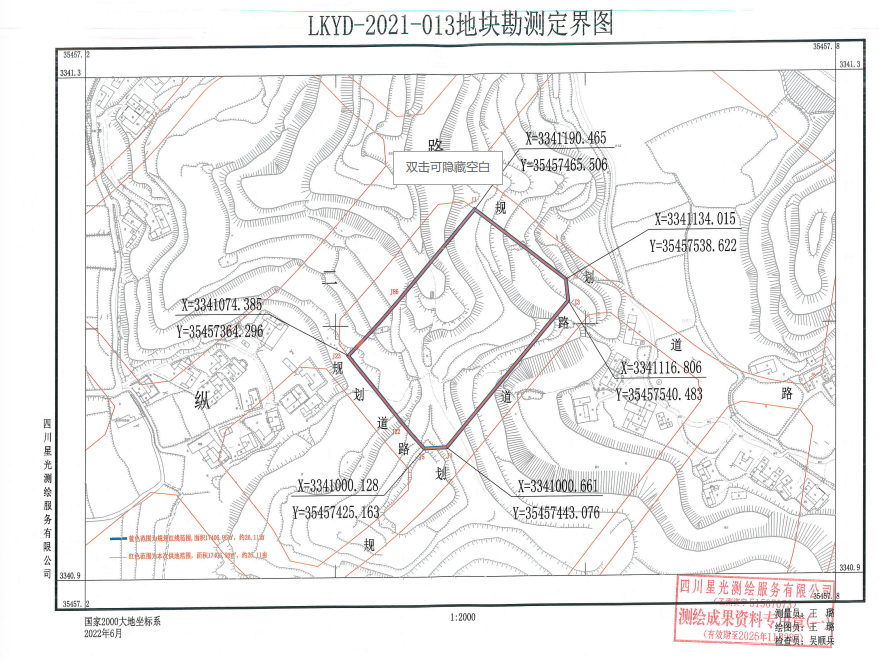 LKYD-2021-013地块勘测定界图
35457.2
35457.8
3341.3
3341.3
路
X=3341190.465
双击可隐藏空白
Y=35457465.506
规
X=3341134.015
Y=35457538.622
二
划
J86
J3
X=3341074.385
Y=35457364.296
路
J25
规
道
X=3341116.806
划
纵
道
路
Y=35457540.483
道
路
划
X=3341000.128
X=3341000.661
Y=35457425.163
Y=35457443.076
规
四川星光测绘服务有限公司
3340.9
3340.9
35457.2
35457.8
四川星光测绘服务有限公司
测绘成果资料专用章(一)
国家2000大地坐标系
2022年6月
1:2000
测量员: 王 璐
绘图员: 王 璐
检查员: 吴顺兵